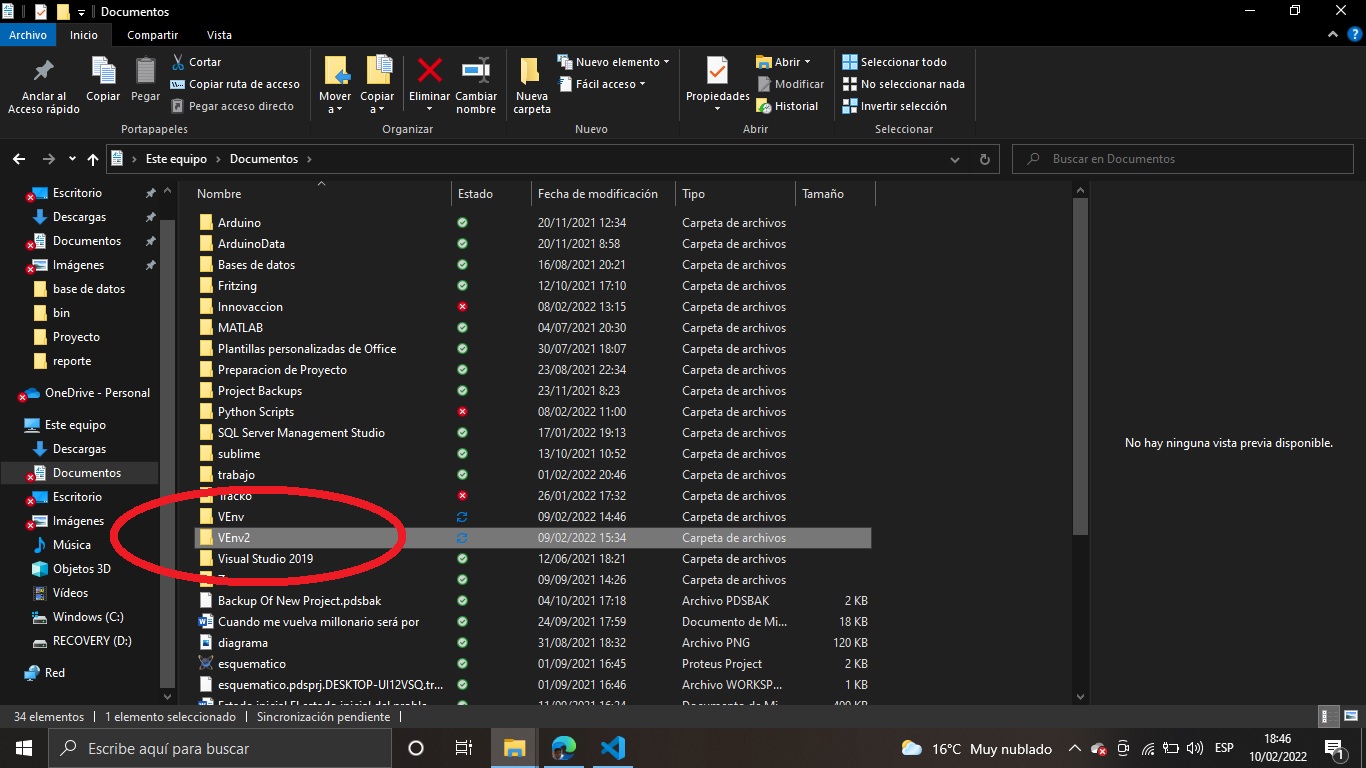 Documentos
Archivo Inicio Compartir Vista
Anclar al Acceso rápido
Copiar
Pegar
Cortar
Copiar ruta de acceso
Pegar acceso directo
Portapapeles
Mover a
Copiar a
Eliminar
Cambiar nombre
Organizar
Nueva carpeta
Nuevo elemento
Fácil acceso
Nuevo
Propiedades
Abrir
Modificar
Historial
Abrir
Seleccionar todo
No seleccionar nada
Invertir selección
Seleccionar
Este equipo > Documentos >
Buscar en Documentos
Escritorio
Descargas
Documentos
Imágenes
base de datos
bin
Proyecto
reporte
OneDrive - Personal
Este equipo
Descargas
Documentos
Escritorio
Imágenes
Música
Objetos 3D
Vídeos
Windows (C:)
RECOVERY (D:)
Red
Nombre Estado Fecha de modificación Tipo Tamaño
Arduino 20/11/2021 12:34 Carpeta de archivos
ArduinoData 20/11/2021 8:58 Carpeta de archivos
Bases de datos 16/08/2021 20:21 Carpeta de archivos
Fritzing 12/10/2021 17:10 Carpeta de archivos
Innovaccion 08/02/2022 13:15 Carpeta de archivos
MATLAB 04/07/2021 20:30 Carpeta de archivos
Plantillas personalizadas de Office 30/07/2021 18:07 Carpeta de archivos
Preparacion de Proyecto 23/08/2021 22:34 Carpeta de archivos
Project Backups 23/11/2021 8:23 Carpeta de archivos
Python Scripts 08/02/2022 11:00 Carpeta de archivos
SQL Server Management Studio 17/01/2022 19:13 Carpeta de archivos
sublime 13/10/2021 10:52 Carpeta de archivos
trabajo 01/02/2022 20:46 Carpeta de archivos
Tracko 26/01/2022 17:32 Carpeta de archivos
VEnv 09/02/2022 14:46 Carpeta de archivos
VEnv2 09/02/2022 15:34 Carpeta de archivos
Visual Studio 2019 12/06/2021 18:21 Carpeta de archivos
09/09/2021 14:26 Carpeta de archivos
Backup Of New Project.pdsbak 04/10/2021 17:18 Archivo PDSBAK 2 KB
Cuando me vuelva millonario será por 24/09/2021 17:59 Documento de Mi... 18 KB
diagrama 31/08/2021 18:32 Archivo PNG 120 KB
esquematico 01/09/2021 16:45 Proteus Project 2 KB
esquematico.pdsprj.DESKTOP-UI12VSQ.tr... 01/09/2021 16:46 Archivo WORKSP... 1 KB
No hay ninguna vista previa disponible.
34 elementos 1 elemento seleccionado Sincronización pendiente
Escribe aquí para buscar
16°C Muy nublado
ESP
18:46
10/02/2022
1